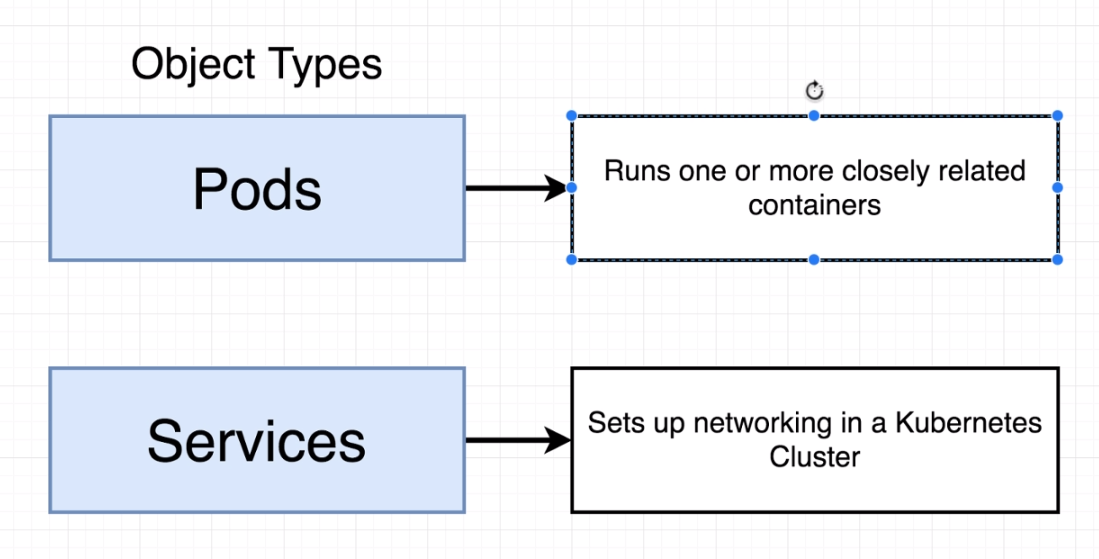 Object Types
Pods
Runs one or more closely related
containers
Services
Sets up networking in a Kubernetes
Cluster